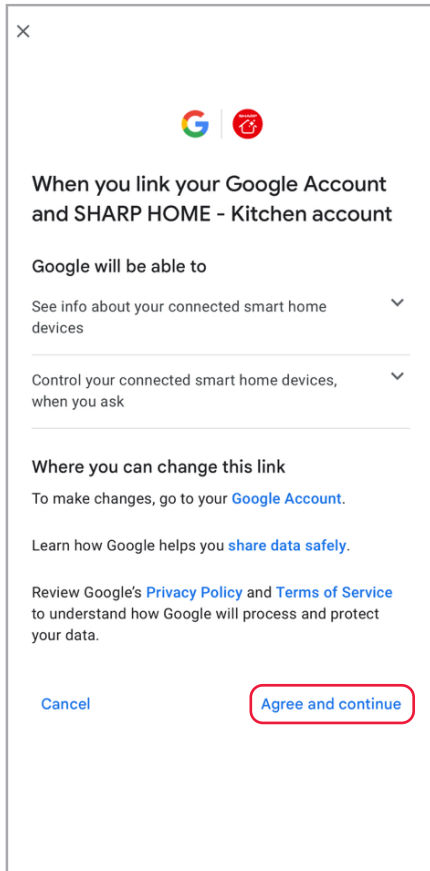 When you link your Google Account
and SHARP HOME - Kitchen account
Google will be able to
See info about your connected smart home
devices
Control your connected smart home devices,
when you ask
Where you can change this link
To make changes, go to your Google Account.
Learn how Google helps you share data safely.
Review Google's Privacy Policy and Terms of Service
to understand how Google will process and protect
your data.
Cancel
Agree and continue